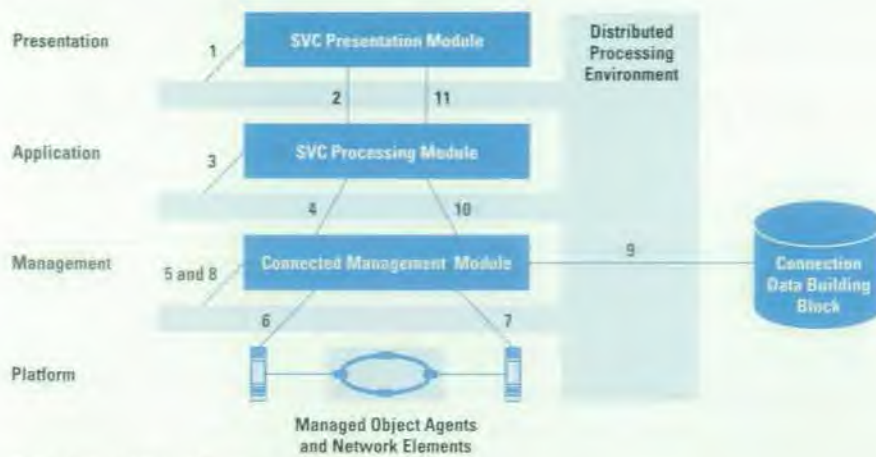 Presentation
1
SVC Presentation Module
Distributed
Processing
Environment
2
11
Application
3
SVC Processing Module
4
10
Management
5 and 8
Connected Management Module
9
Connection
Data Building
Block
6
7
Platform
Managed Object Agents
and Network Elements